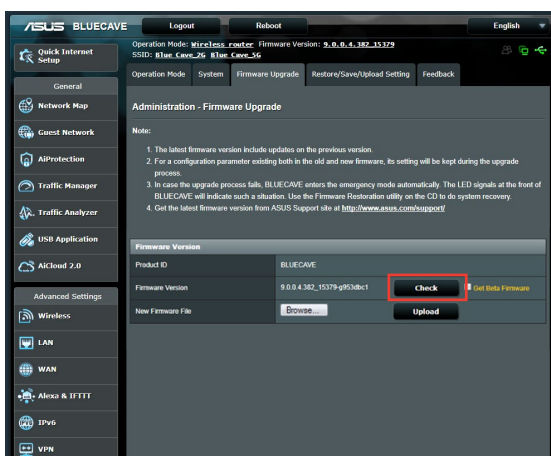 ASUS BLUECAVE
Logout
Reboot
English
Operation Mode: Wireless router Firmware Version: 9.0.0.4.382_15379
SSID: Blue Cave_2G Blue Cave_5G
Quick Internet
Setup
General
Network Map
Guest Network
AiProtection
Traffic Manager
Traffic Analyzer
USB Application
AiCloud 2.0
Advanced Settings
Wireless
LAN
WAN
Alexa & IFTTT
IPv6
VPN
Operation Mode
System
Firmware Upgrade
Restore/Save/Upload Setting
Feedback
Administration - Firmware Upgrade
Note:
1. The latest firmware version include updates on the previous version.
2. For a configuration parameter existing both in the old and new firmware, its setting will be kept during the upgrade
process.
3. In case the upgrade process fails, BLUECAVE enters the emergency mode automatically. The LED signals at the front of
BLUECAVE will indicate such a situation. Use the Firmware Restoration utility on the CD to do
system recovery.
4. Get the latest firmware version from ASUS Support site at http://www.asus.com/support/
Firmware Version
Product ID BLUECAVE
Firmware Version 9.0.0.4.382_15379-g953dbc1 Check Get Beta Firmware
New Firmware File Browse... Upload